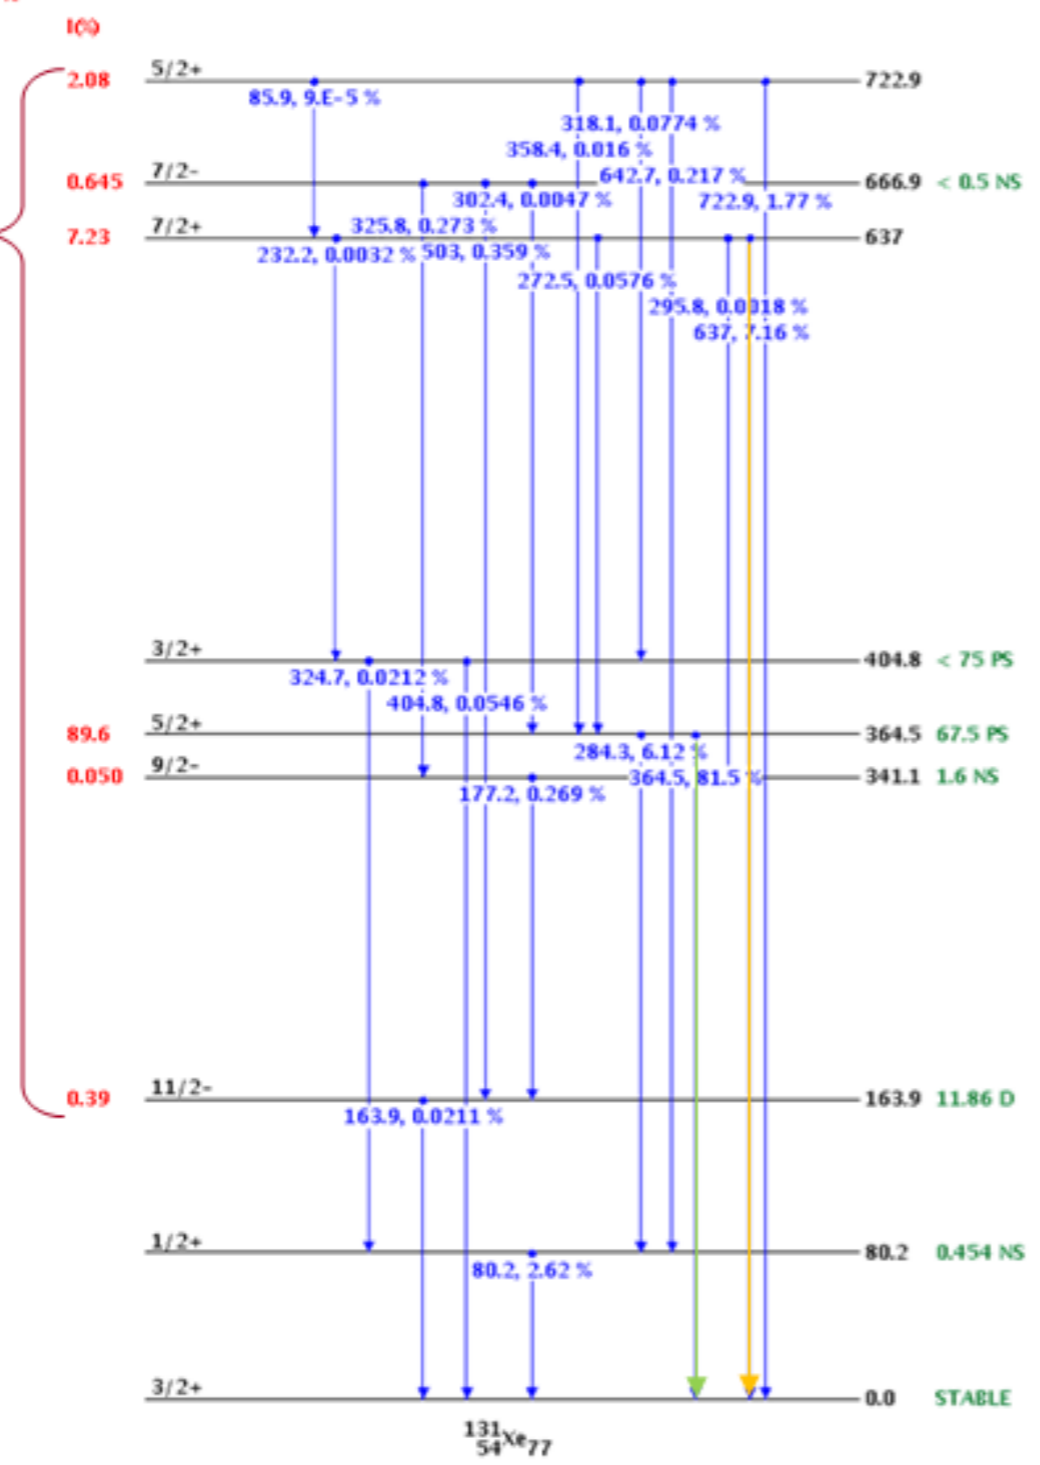 I(%)
2.08 5/2+ 722.9
85.9, 9.E-5 %
318.1, 0.0774 %
358.4, 0.016 %
0.645 7/2- 642.7, 0.217 % 666.9 < 0.5 NS
302.4, 0.0047 % 722.9, 1.77 %
7.23 7/2+ 325.8, 0.273 % 637
232.2, 0.0032 % 503, 0.359 %
272.5, 0.0576 %
295.8, 0.0018 %
637, 7.16 %
3/2+ 404.8 < 75 PS
324.7, 0.0212 %
404.8, 0.0546 %
89.6 5/2+ 364.5 67.5 PS
284.3, 6.12 %
0.050 9/2- 364.5, 81.5 % 341.1 1.6 NS
177.2, 0.269 %
0.39 11/2- 163.9 11.86 D
163.9, 0.0211 %
1/2+ 80.2 0.454 NS
80.2, 2.62 %
3/2+ 0.0 STABLE
131 54 Xe 77